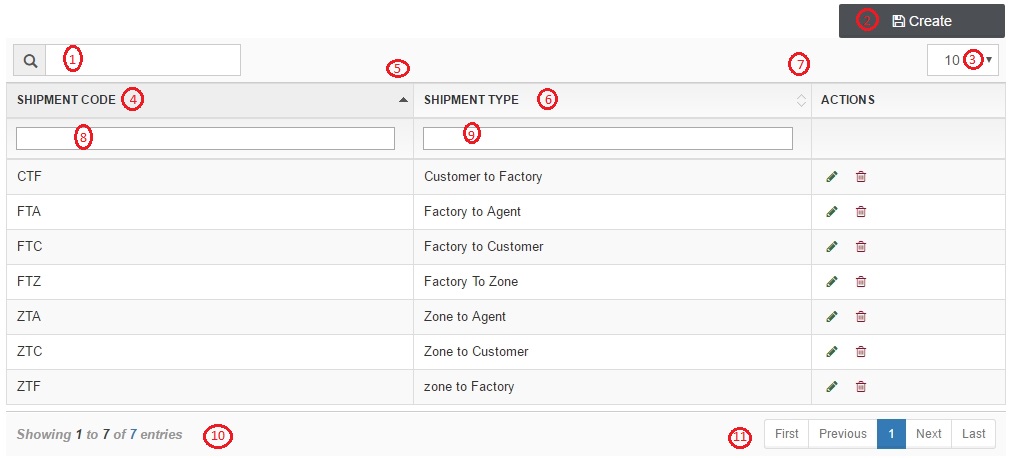 2 Create
1 5 7 10 3
SHIPMENT CODE 4 SHIPMENT TYPE 6 ACTIONS
8 9
CTF Customer to Factory
FTA Factory to Agent
FTC Factory to Customer
FTZ Factory To Zone
ZTA Zone to Agent
ZTC Zone to Customer
ZTF zone to Factory
Showing 1 to 7 of 7 entries 10 11 First Previous 1 Next Last